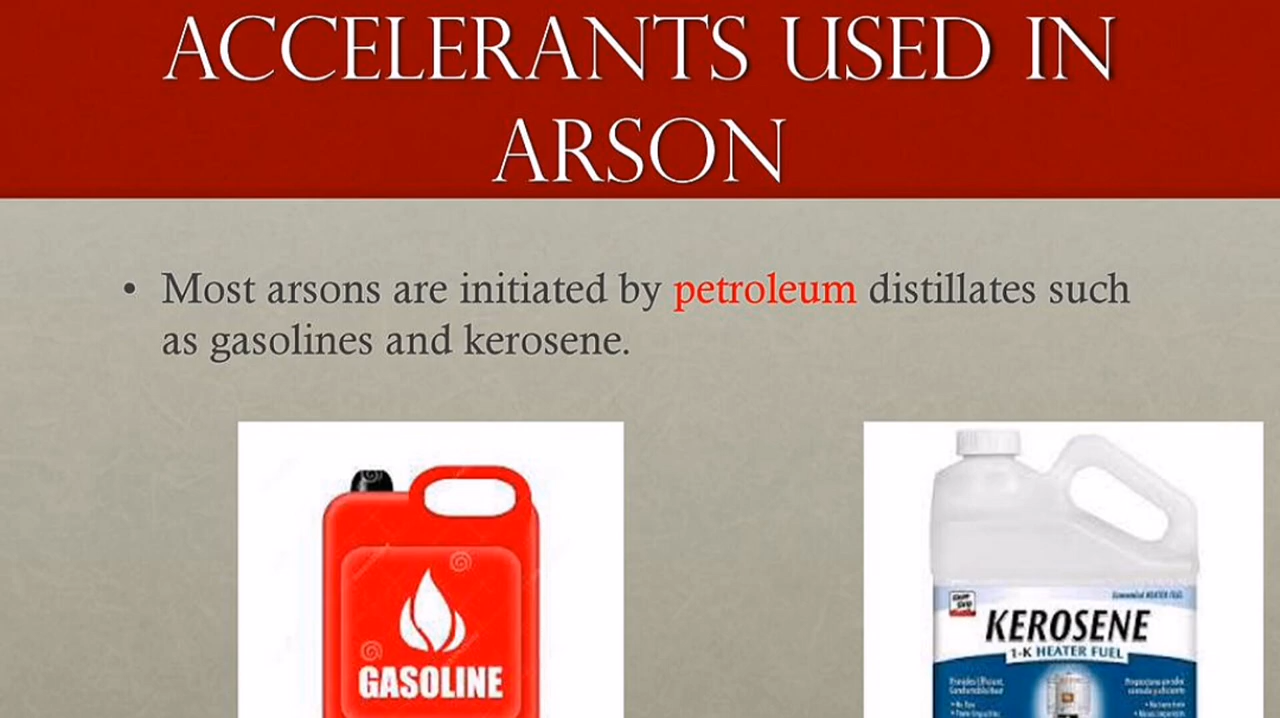 ACCELERANTS USED IN
ARSON
• Most arsons are initiated by petroleum distillates such
as gasolines and kerosene.
GASOLINE
KEROSENE
1-K HEATER FUEL